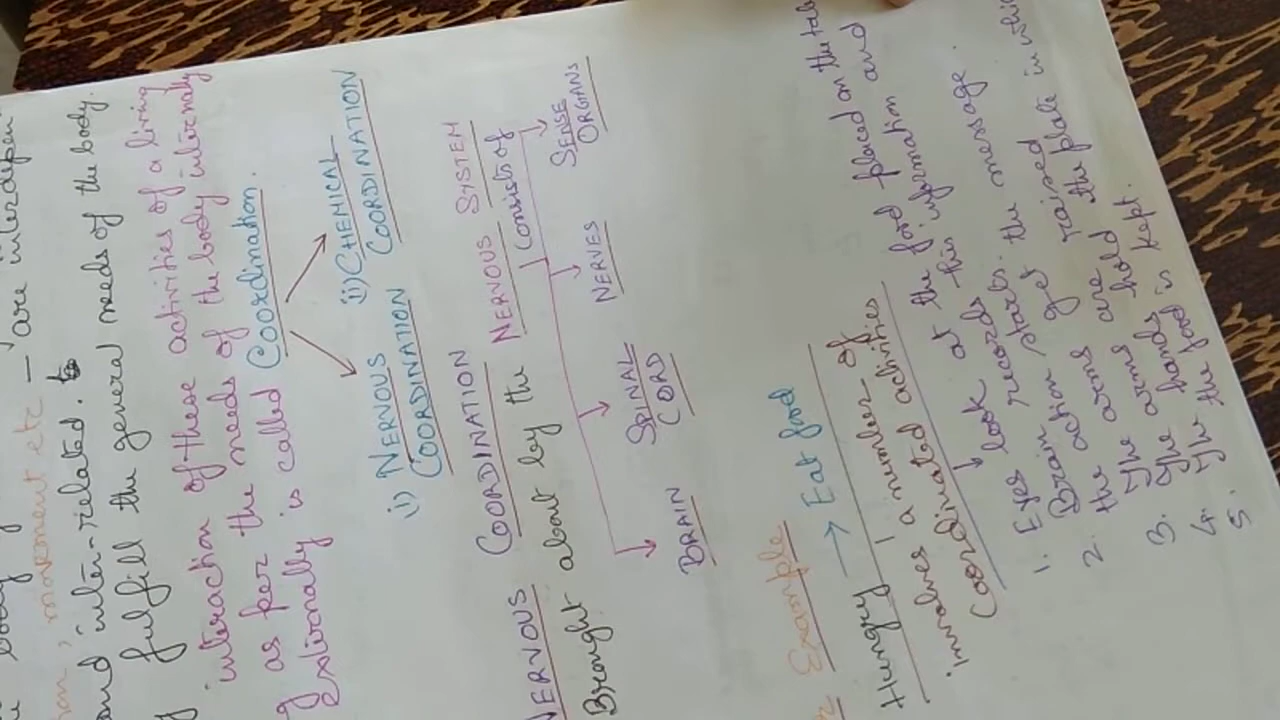 movement etc - are interdepen
and inter-related.
fulfill the general needs of the body.
interaction of these activities of a living
as per the needs of the body internally
externally is called Coordination.
(i) NERVOUS COORDINATION
(ii) CHEMICAL COORDINATION
NERVOUS COORDINATION
Brought about by the NERVOUS SYSTEM
Consists of
BRAIN
SPINAL CORD
NERVES
SENSE ORGANS
Example
Hungry → Eat food
involves a number of
Coordinated activities
1. Eyes look at the food placed on the tab
Brain records this information and
2. Brain action starts. the message
the arms get raised
3. The arms are
4. The hands hold the plate in whi
5. The food is kept.